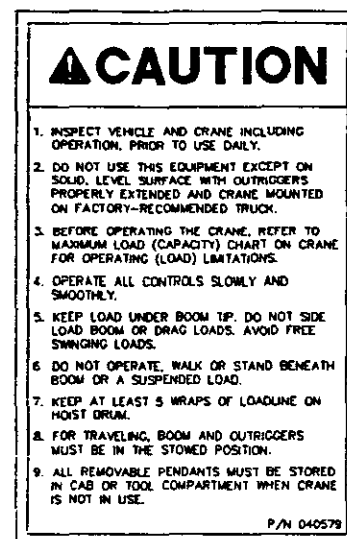 CAUTION
1. INSPECT VEHICLE AND CRANE INCLUDING
OPERATION, PRIOR TO USE DAILY.
2. DO NOT USE THIS EQUIPMENT EXCEPT ON
SOLID, LEVEL SURFACE WITH OUTRIGGERS
PROPERLY EXTENDED AND CRANE MOUNTED
ON FACTORY-RECOMMENDED TRUCK.
3. BEFORE OPERATING THE CRANE, REFER TO
MAXIMUM LOAD (CAPACITY) CHART ON CRANE
FOR OPERATING (LOAD) LIMITATIONS.
4. OPERATE ALL CONTROLS SLOWLY AND
SMOOTHLY.
5. KEEP LOAD UNDER BOOM TIP. DO NOT SIDE
LOAD BOOM OR DRAG LOADS. AVOID FREE
SWINGING LOADS.
6 DO NOT OPERATE, WALK OR STAND BENEATH
BOOM OR A SUSPENDED LOAD.
7. KEEP AT LEAST 5 WRAPS OF LOADLINE ON
HOIST DRUM.
8. FOR TRAVELING, BOOM AND OUTRIGGERS
MUST BE IN THE STOWED POSITION.
9. ALL REMOVABLE PENDANTS MUST BE STORED
IN CAB OR TOOL COMPARTMENT WHEN CRANE
IS NOT IN USE.
P/N 040579